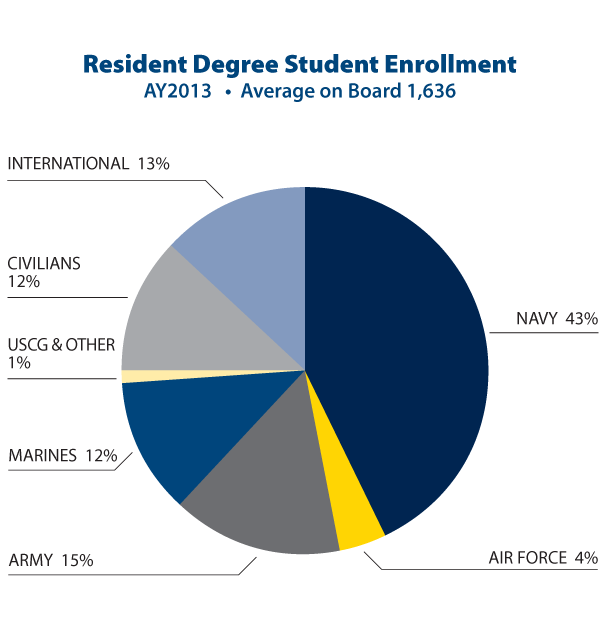 Resident Degree Student Enrollment
AY2013 • Average on Board 1,636
INTERNATIONAL 13%
CIVILIANS
12%
NAVY 43%
USCG & OTHER
1%
MARINES 12%
ARMY 15%
AIR FORCE 4%